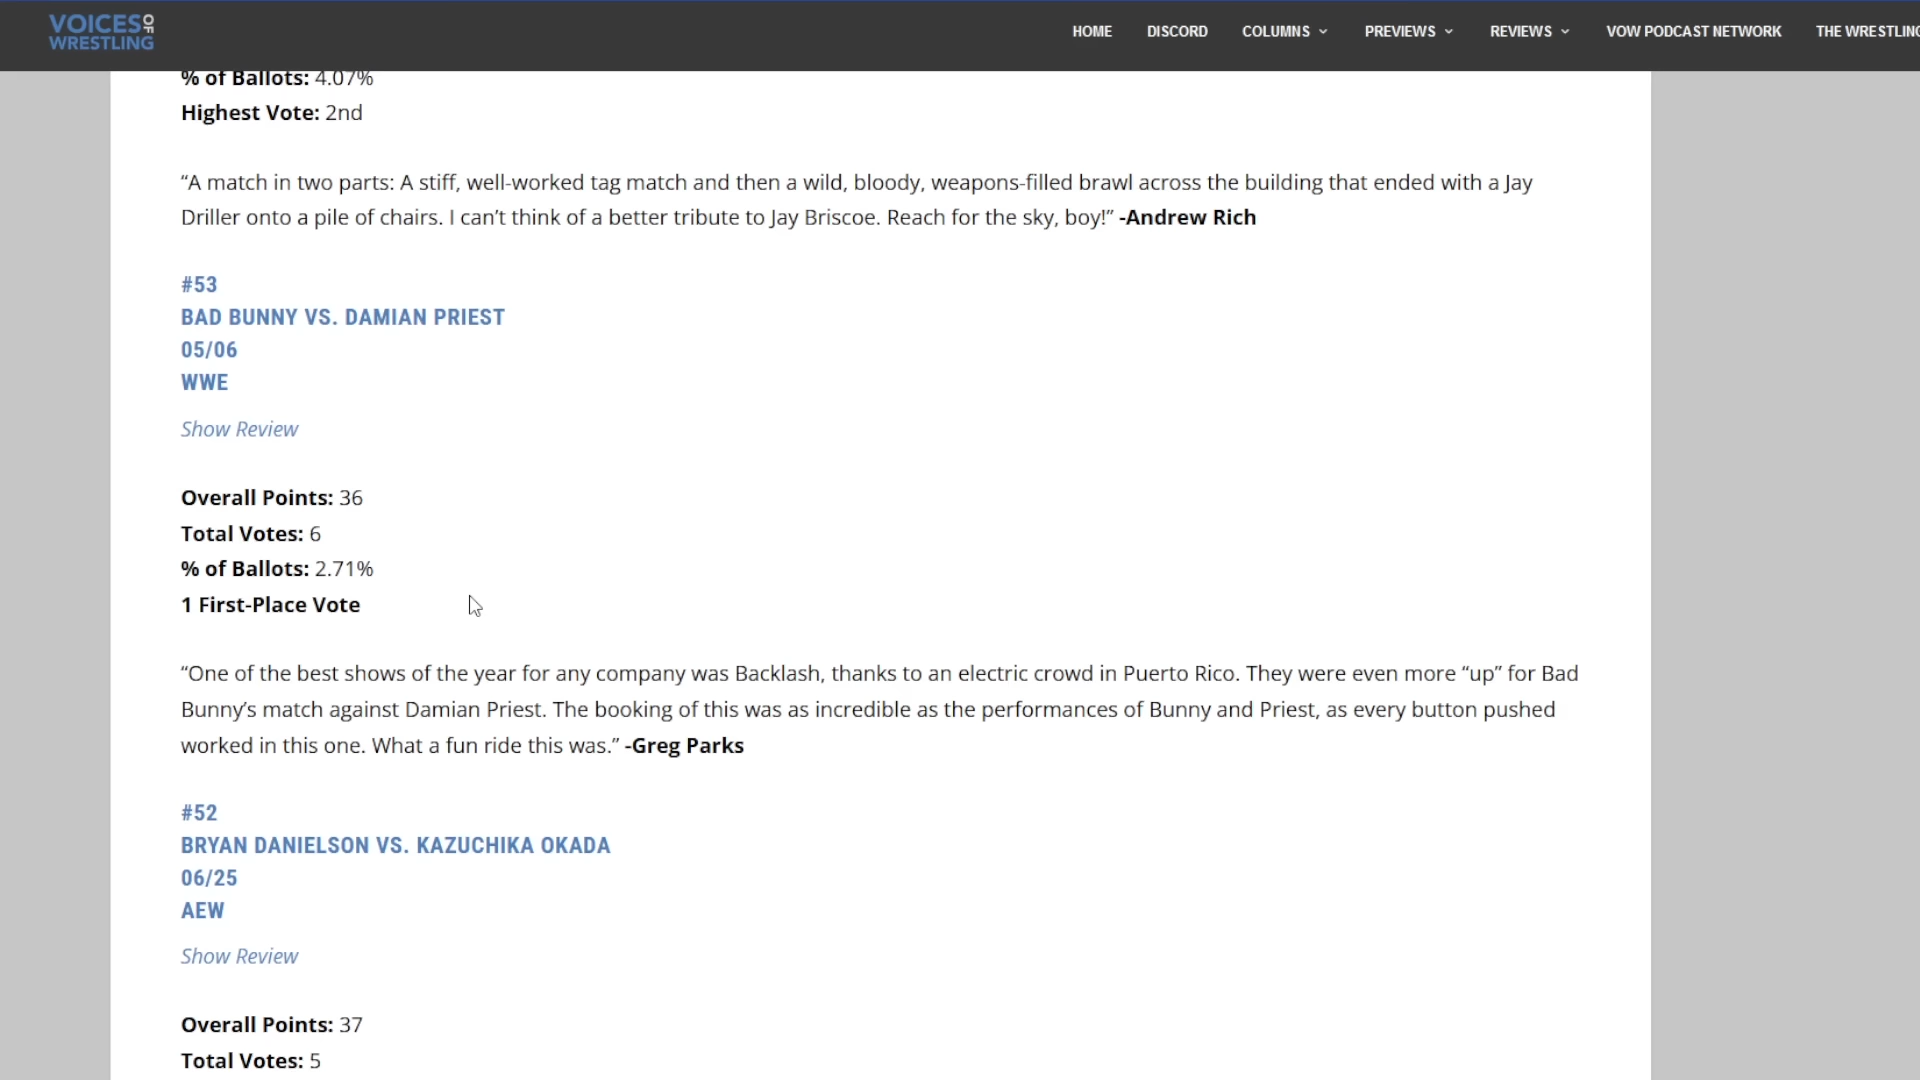 VOICES OF
WRESTLING
HOME DISCORD COLUMNS PREVIEWS REVIEWS VOW PODCAST NETWORK THE WRESTLING
% of Ballots: 4.07%
Highest Vote: 2nd
“A match in two parts: A stiff, well-worked tag match and then a wild, bloody, weapons-filled brawl across the building that ended with a Jay
Driller onto a pile of chairs. I can’t think of a better tribute to Jay Briscoe. Reach for the sky, boy!” -Andrew Rich
#53
BAD BUNNY VS. DAMIAN PRIEST
05/06
WWE
Show Review
Overall Points: 36
Total Votes: 6
% of Ballots: 2.71%
1 First-Place Vote
“One of the best shows of the year for any company was Backlash, thanks to an electric crowd in Puerto Rico. They were even more “up” for Bad
Bunny’s match against Damian Priest. The booking of this was as incredible as the performances of Bunny and Priest, as every button pushed
worked in this one. What a fun ride this was.” -Greg Parks
#52
BRYAN DANIELSON VS. KAZUCHIKA OKADA
06/25
AEW
Show Review
Overall Points: 37
Total Votes: 5